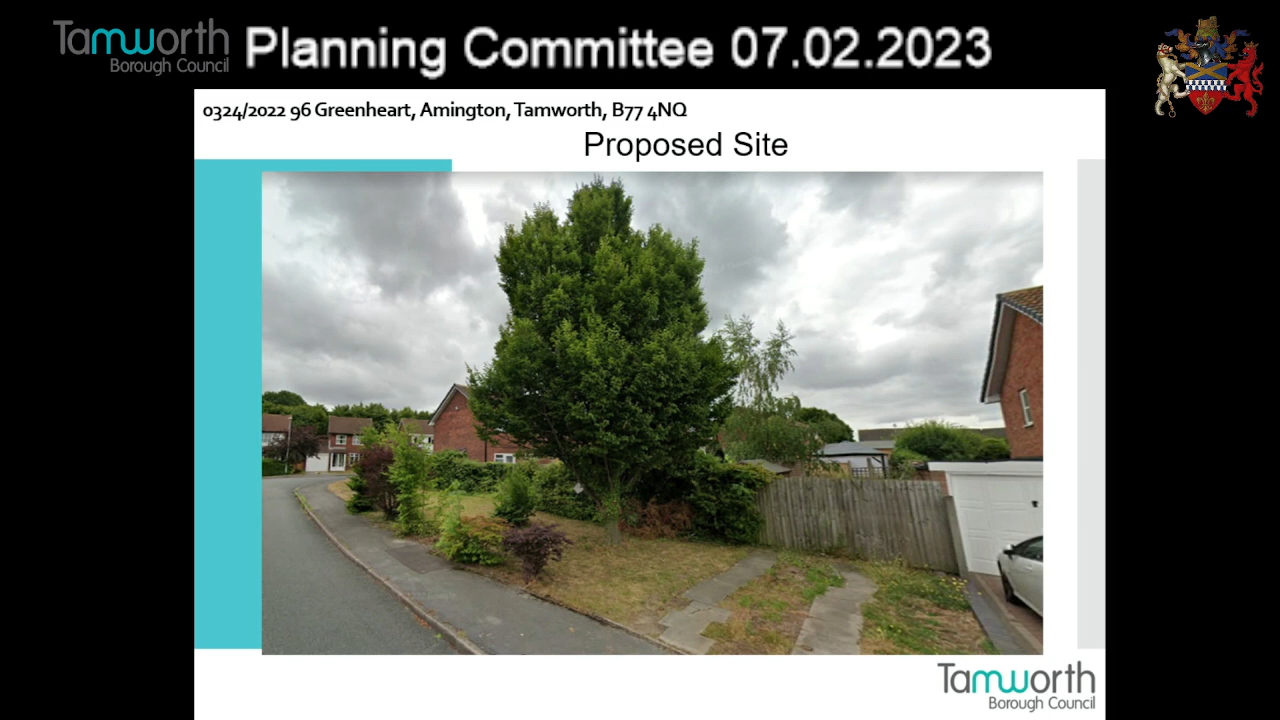 Tamworth
Borough Council
Planning Committee 07.02.2023
0324/2022 96 Greenheart, Amington, Tamworth, B77 4NQ
Proposed Site
Tamworth
Borough Council